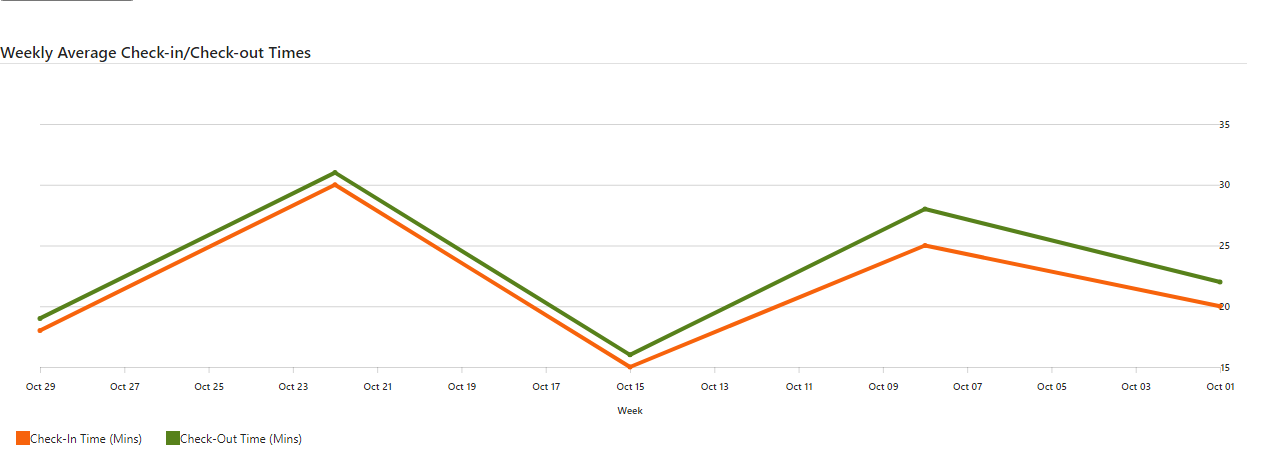 Weekly Average Check-in/Check-out Times
35
30
25
20
15
Oct 29 Oct 27 Oct 25 Oct 23 Oct 21 Oct 19 Oct 17 Oct 15 Oct 13 Oct 11 Oct 09 Oct 07 Oct 05 Oct 03 Oct 01
Week
Check-In Time (Mins) Check-Out Time (Mins)